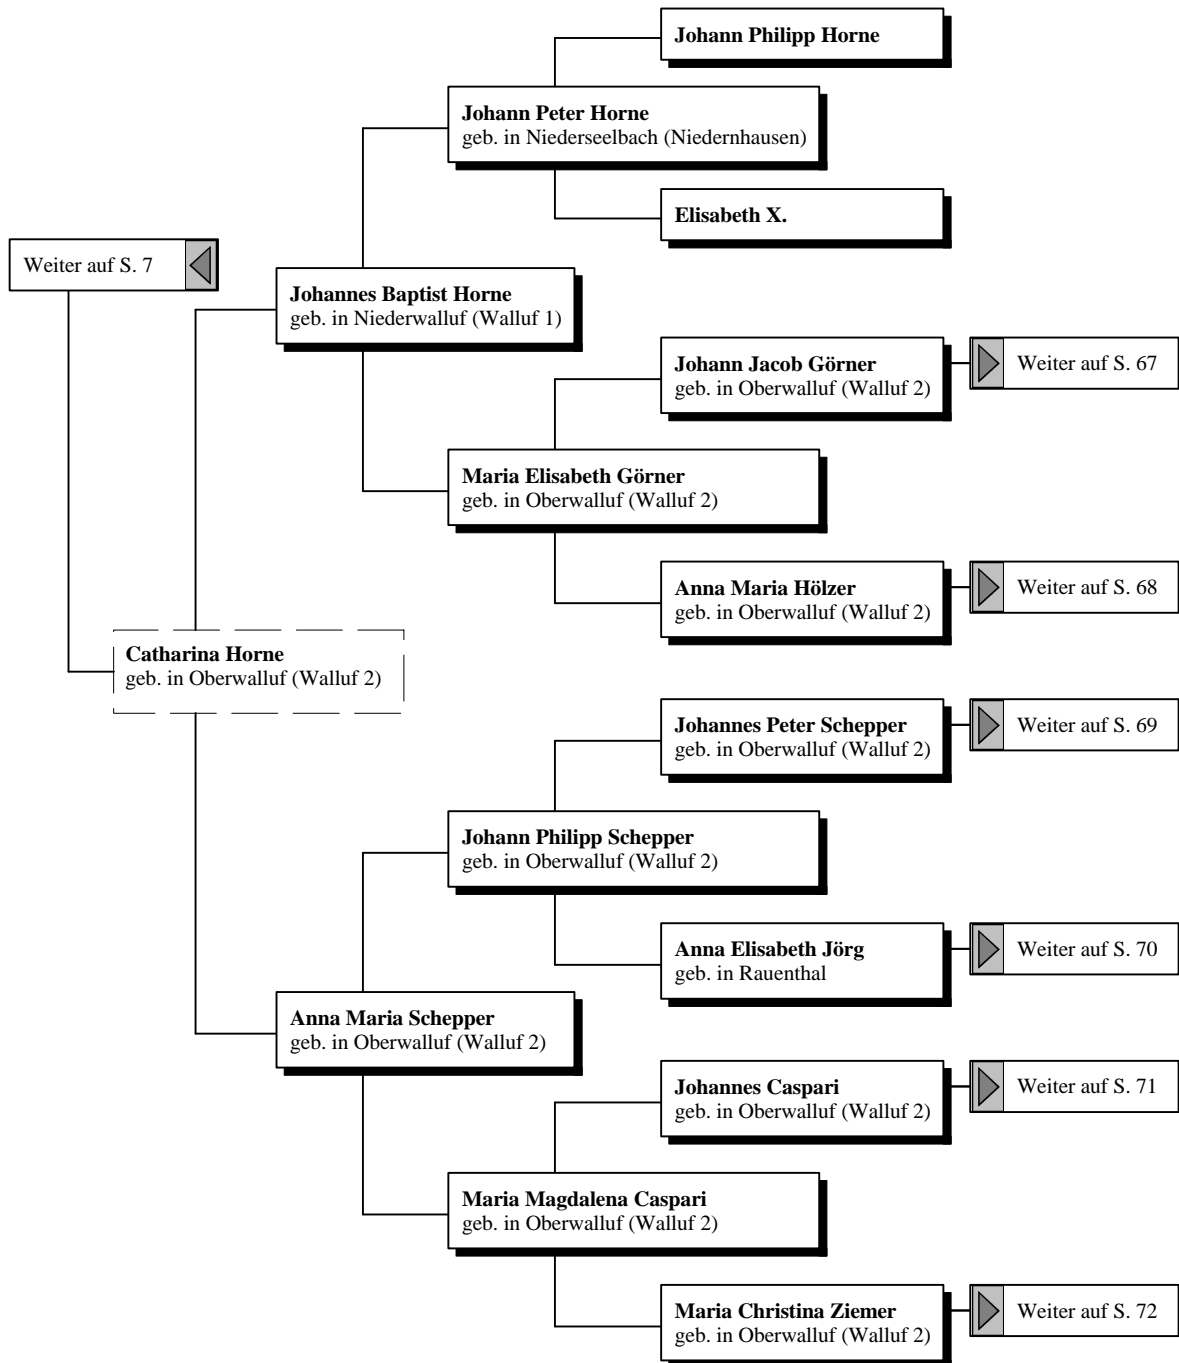 Johann Philipp Horne
Johann Peter Horne
geb. in Niederseelbach (Niedernhausen)
Elisabeth X.
Weiter auf S. 7
Johannes Baptist Horne
geb. in Niederwalluf (Walluf 1)
Johann Jacob Görner
geb. in Oberwalluf (Walluf 2)
Weiter auf S. 67
Maria Elisabeth Görner
geb. in Oberwalluf (Walluf 2)
Anna Maria Hölzer
geb. in Oberwalluf (Walluf 2)
Weiter auf S. 68
Catharina Horne
geb. in Oberwalluf (Walluf 2)
Johannes Peter Schepper
geb. in Oberwalluf (Walluf 2)
Weiter auf S. 69
Johann Philipp Schepper
geb. in Oberwalluf (Walluf 2)
Anna Elisabeth Jörg
geb. in Rauenthal
Weiter auf S. 70
Anna Maria Schepper
geb. in Oberwalluf (Walluf 2)
Johannes Caspari
geb. in Oberwalluf (Walluf 2)
Weiter auf S. 71
Maria Magdalena Caspari
geb. in Oberwalluf (Walluf 2)
Maria Christina Ziemer
geb. in Oberwalluf (Walluf 2)
Weiter auf S. 72